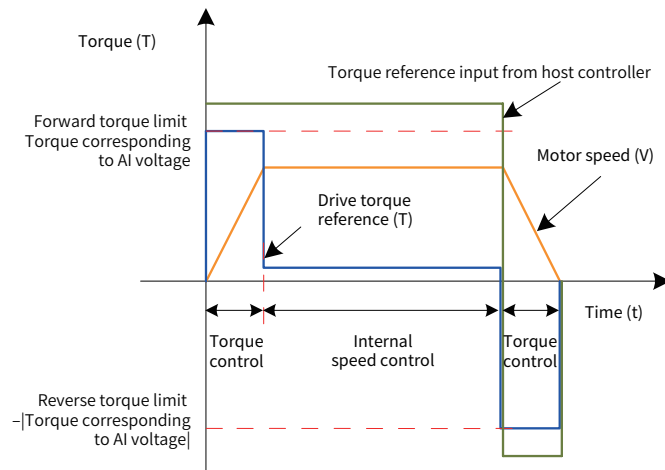 Torque (T)
Torque reference input from host controller
Forward torque limit
Torque corresponding
to AI voltage
Motor speed (V)
Drive torque
reference (T)
Time (t)
Torque
control
Internal
speed control
Torque
control
Reverse torque limit
–|Torque corresponding
to AI voltage|